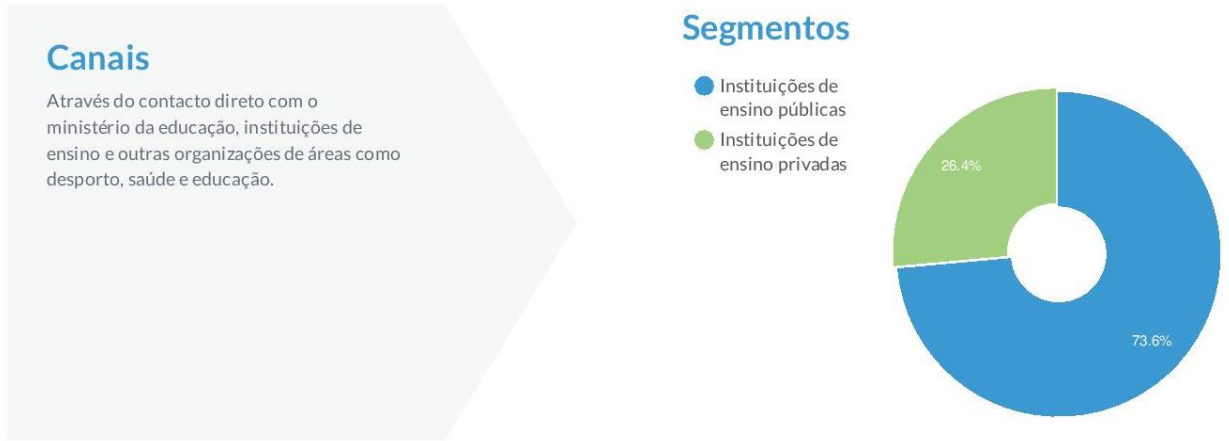 Canais
Através do contacto direto com o
ministério da educação, instituições de
ensino e outras organizações de áreas como
desporto, saúde e educação.
Segmentos
Instituições de
ensino públicas
Instituições de
ensino privadas
26.4%
73.6%